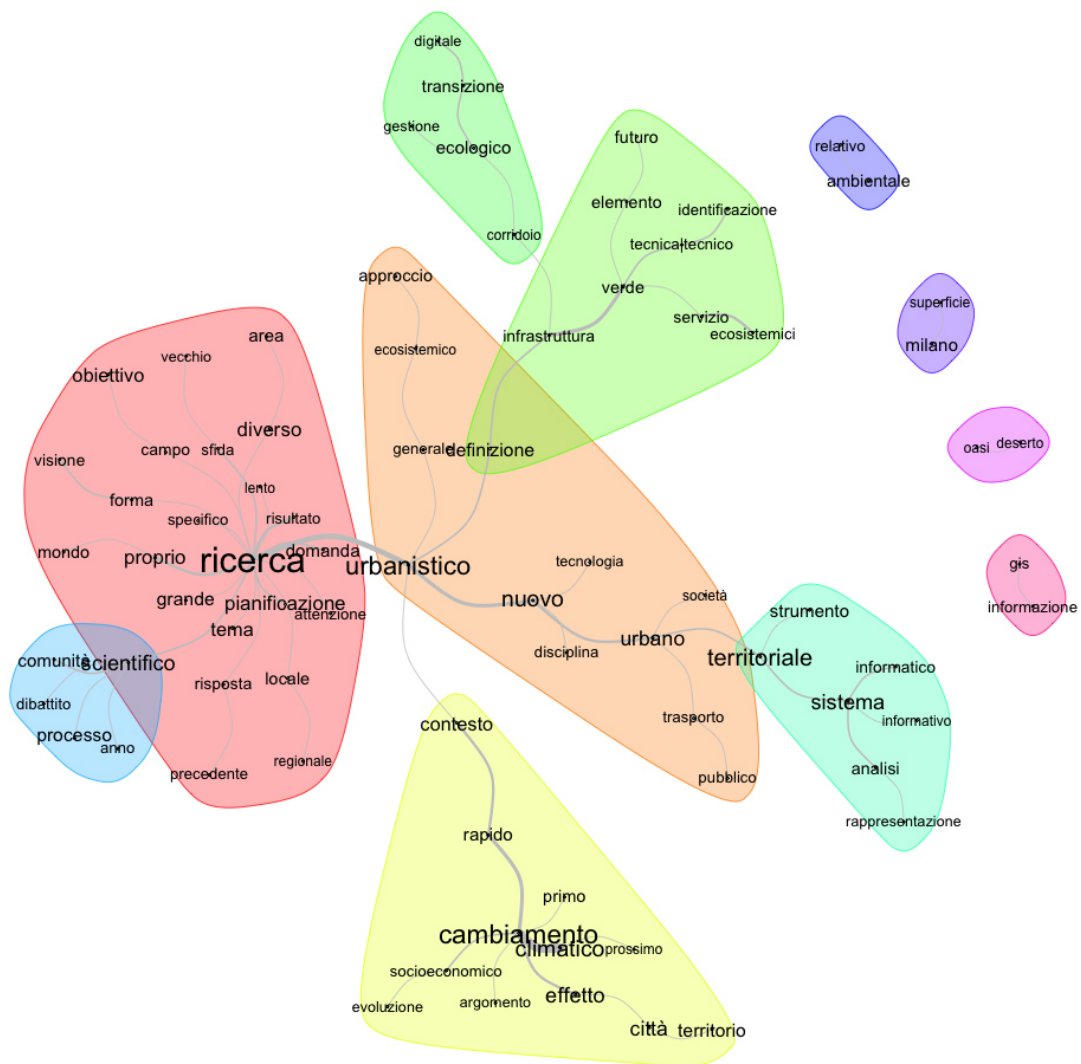 digitale
transizione
gestione
ecologico
corridoio
futuro
elemento
identificazione
tecnicaltecnico
verde
servizio
infrastruttura
ecosistemici
relativo
ambientale
superficie
milano
oasi
deserto
gis
informazione
approccio
ecosistemico
generale
definizione
urbanistico
tecnologia
nuovo
società
urbano
disciplina
trasporto
pubblico
area
vecchio
obiettivo
diverso
campo
sfida
visione
lento
forma
specifico
risultato
mondo
proprio
ricerca
domanda
grande
pianificazione
attenzione
tema
comunità
scientifico
risposta
locale
dibattito
processo
anno
precedente
regionale
strumento
territoriale
informatico
sistema
informativo
analisi
rappresentazione
contesto
rapido
primo
cambiamento
climatico
prossimo
socioeconomico
effetto
evoluzione
argomento
città
territorio